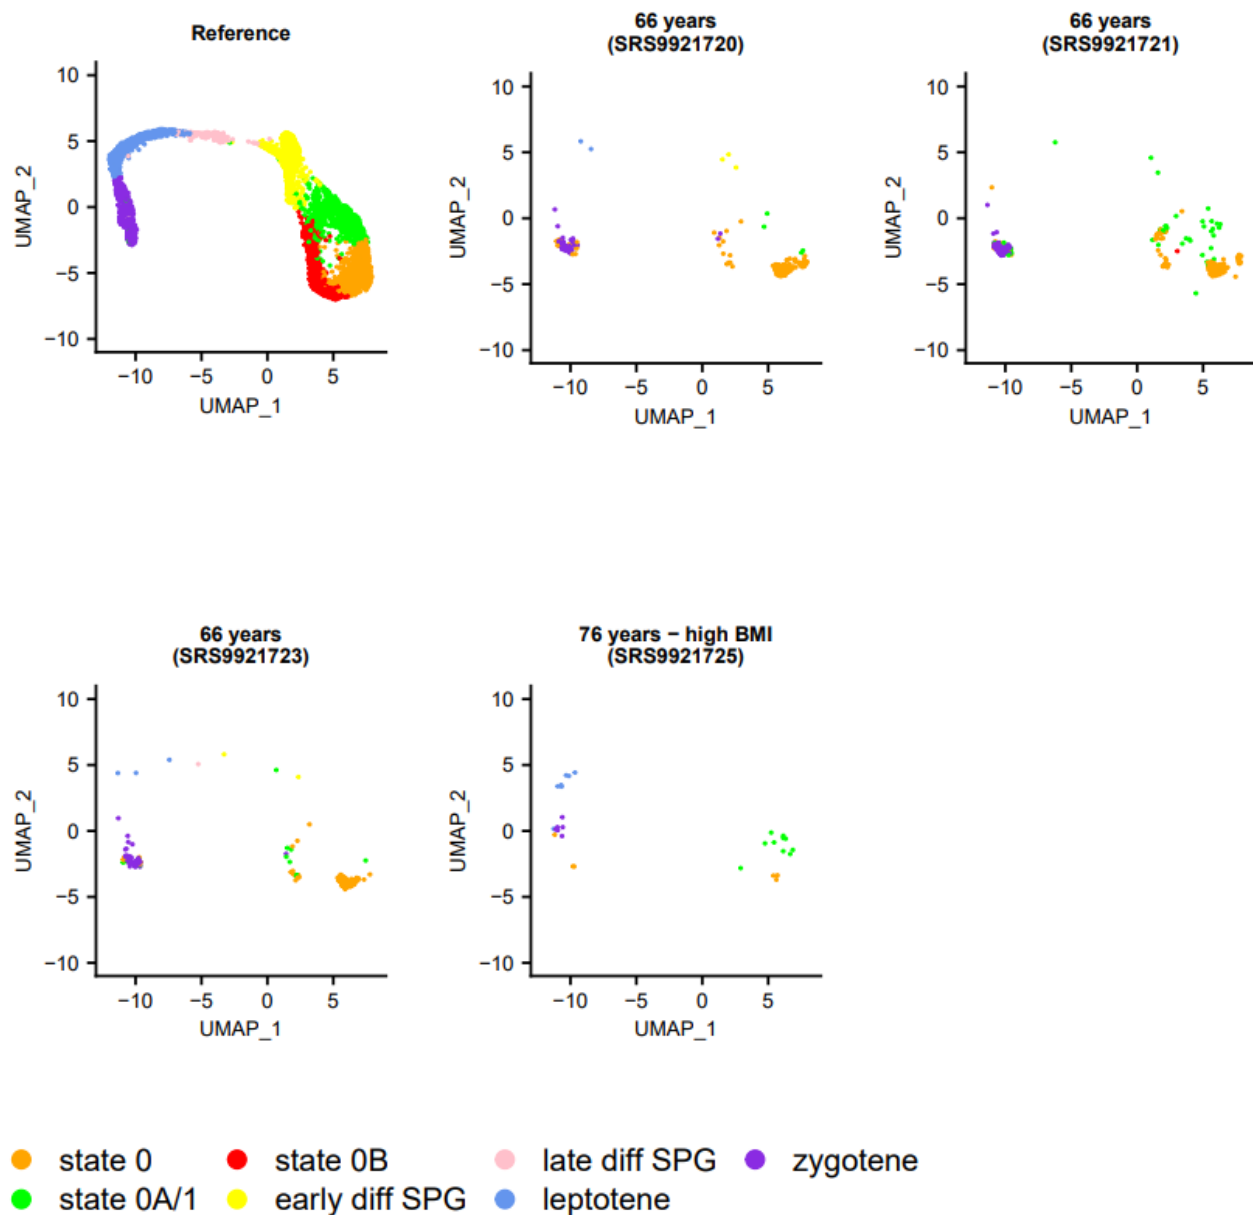 Reference
10
5
0
−5
−10
UMAP_2
−10 −5 0 5
UMAP_1
66 years
(SRS9921720)
10
5
0
−5
−10
UMAP_2
−10 −5 0 5
UMAP_1
66 years
(SRS9921721)
10
5
0
−5
−10
UMAP_2
−10 −5 0 5
UMAP_1
66 years
(SRS9921723)
10
5
0
−5
−10
UMAP_2
−10 −5 0 5
UMAP_1
76 years − high BMI
(SRS9921725)
10
5
0
−5
−10
UMAP_2
−10 −5 0 5
UMAP_1
state 0 state 0B late diff SPG zygotene
state 0A/1 early diff SPG leptotene